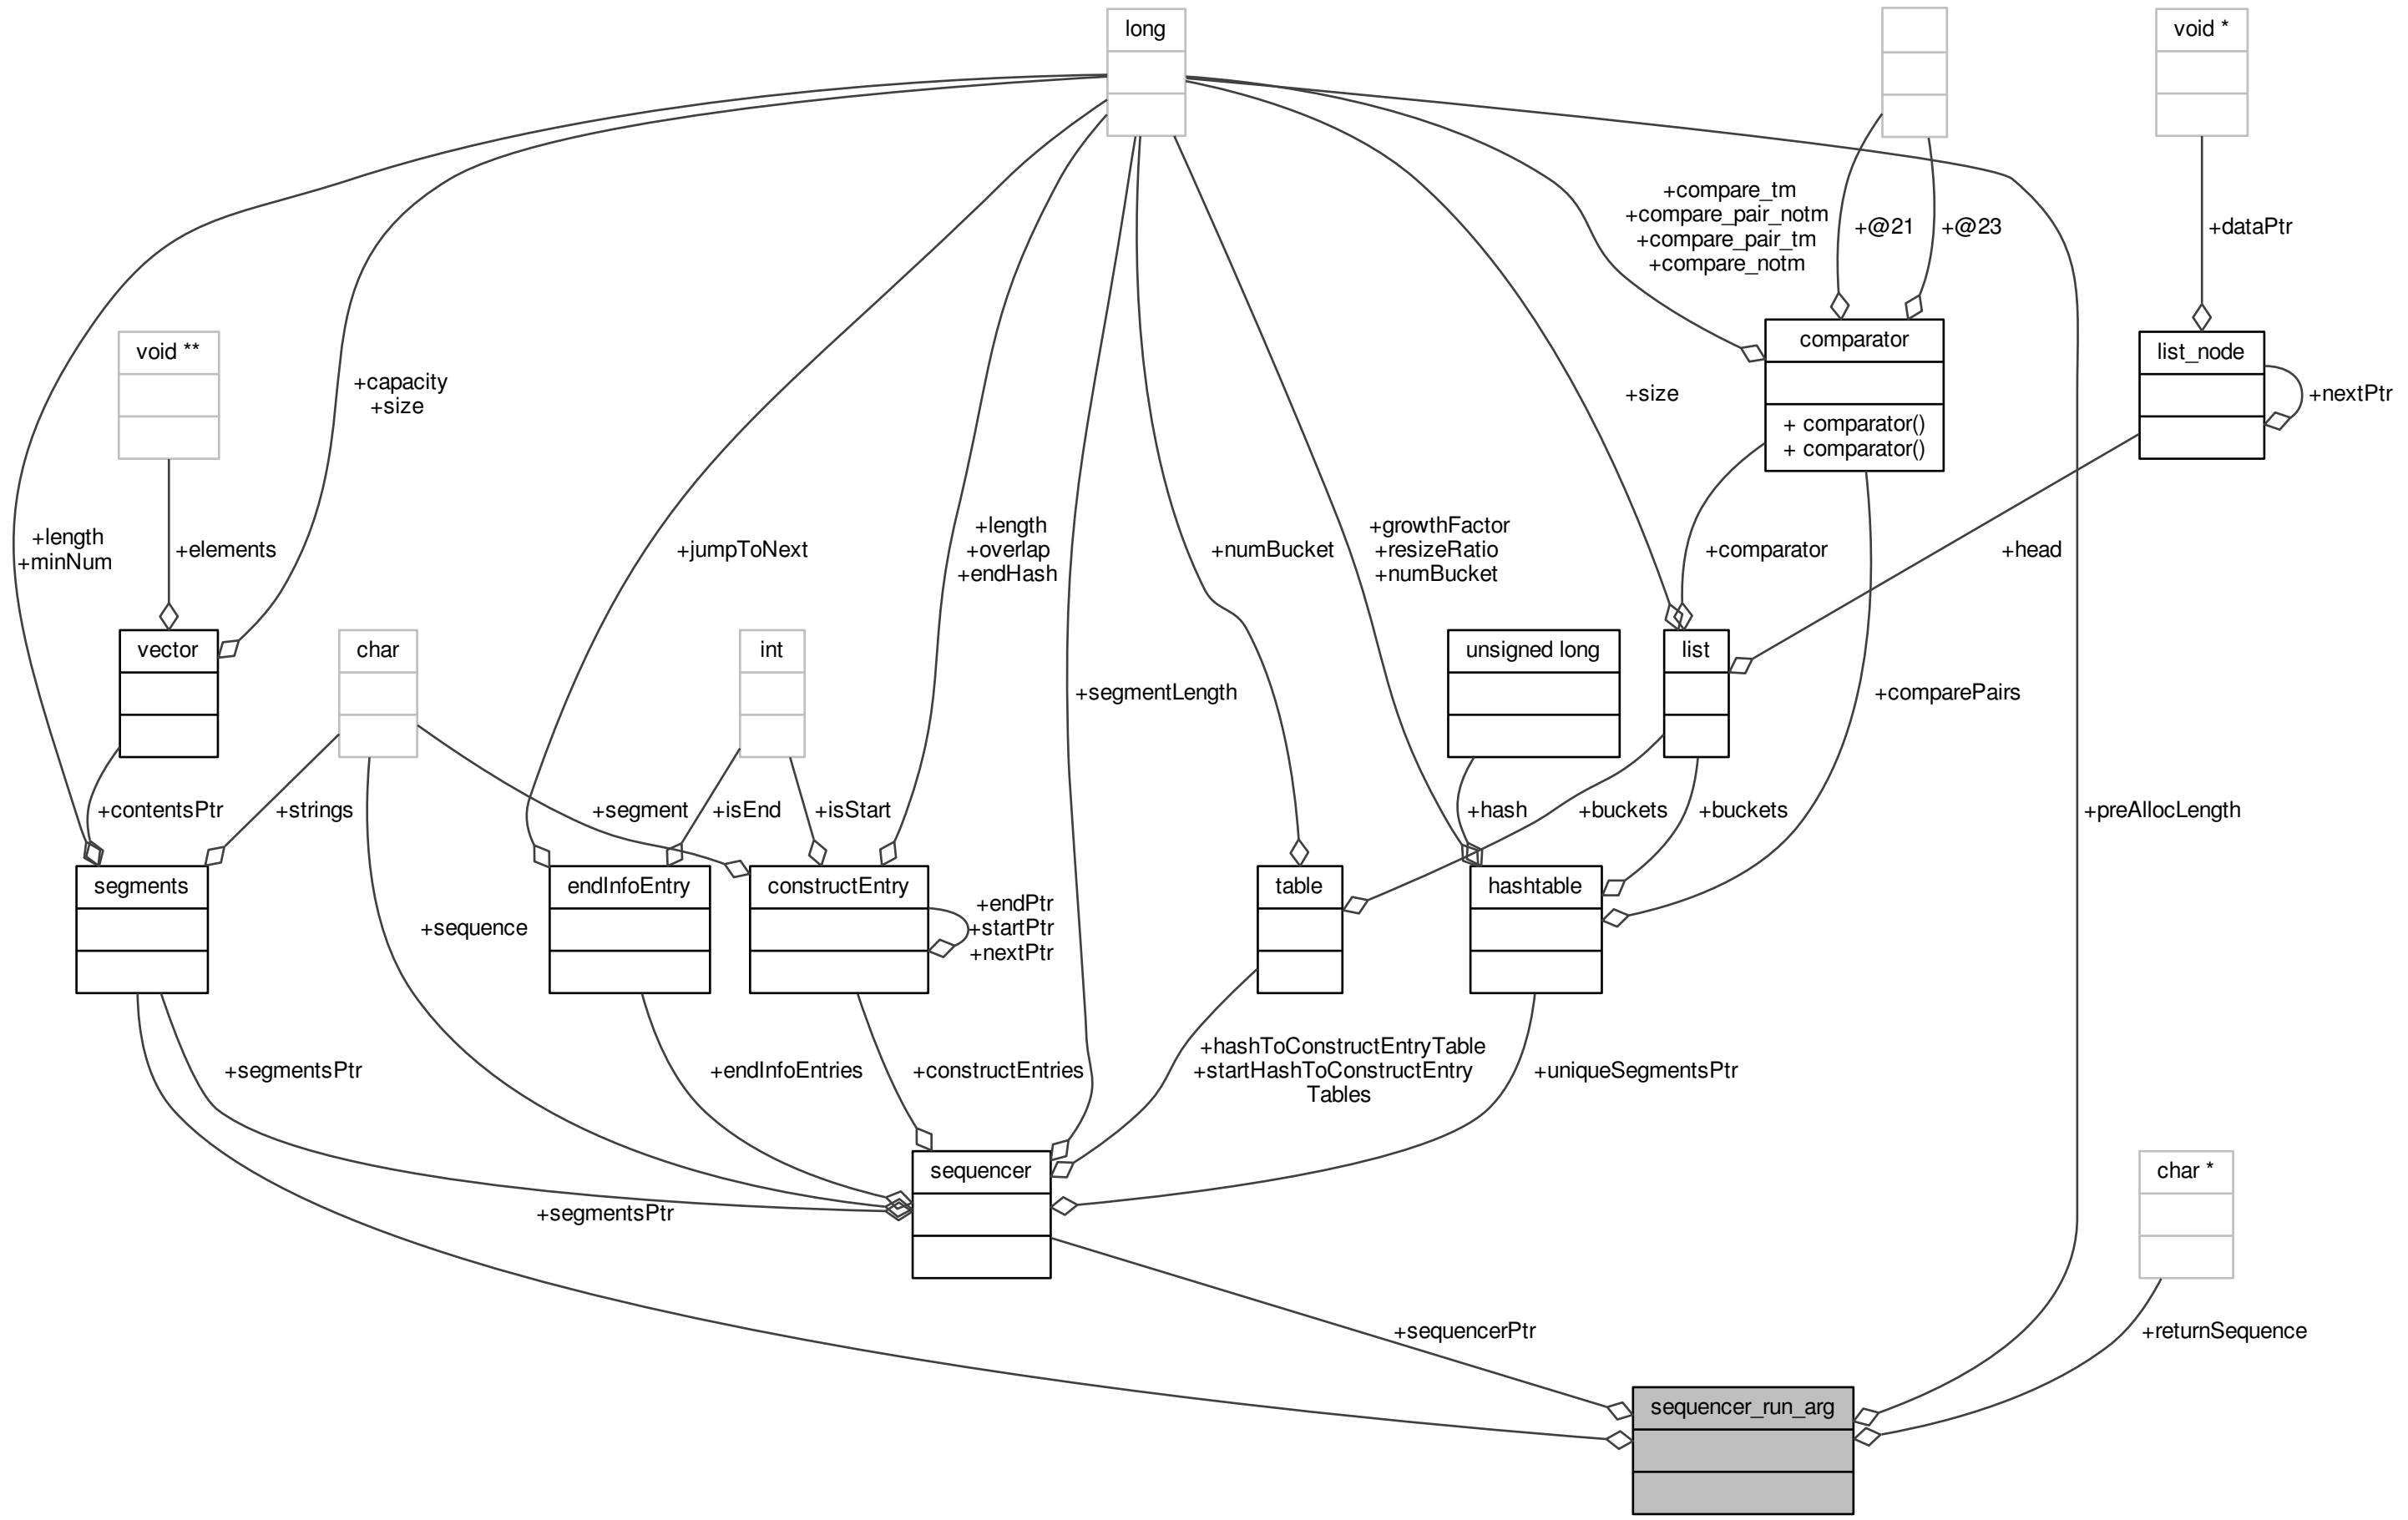 long
void *
+compare_tm
+compare_pair_notm
+compare_pair_tm
+compare_notm
+@21
+@23
+dataPtr
void **
+capacity
+size
+size
comparator
+ comparator()
+ comparator()
list_node
+nextPtr
+length
+minNum
+elements
+jumpToNext
+length
+overlap
+endHash
+numBucket
+growthFactor
+resizeRatio
+numBucket
+comparator
+head
vector
char
int
unsigned long
list
+segmentLength
+comparePairs
+contentsPtr
+strings
+segment
+isEnd
+isStart
+hash
+buckets
+buckets
+preAllocLength
segments
endInfoEntry
constructEntry
table
hashtable
+sequence
+endPtr
+startPtr
+nextPtr
+segmentsPtr
+endInfoEntries
+constructEntries
+hashToConstructEntryTable
+startHashToConstructEntry
Tables
+uniqueSegmentsPtr
sequencer
char *
+segmentsPtr
+sequencerPtr
+returnSequence
sequencer_run_arg